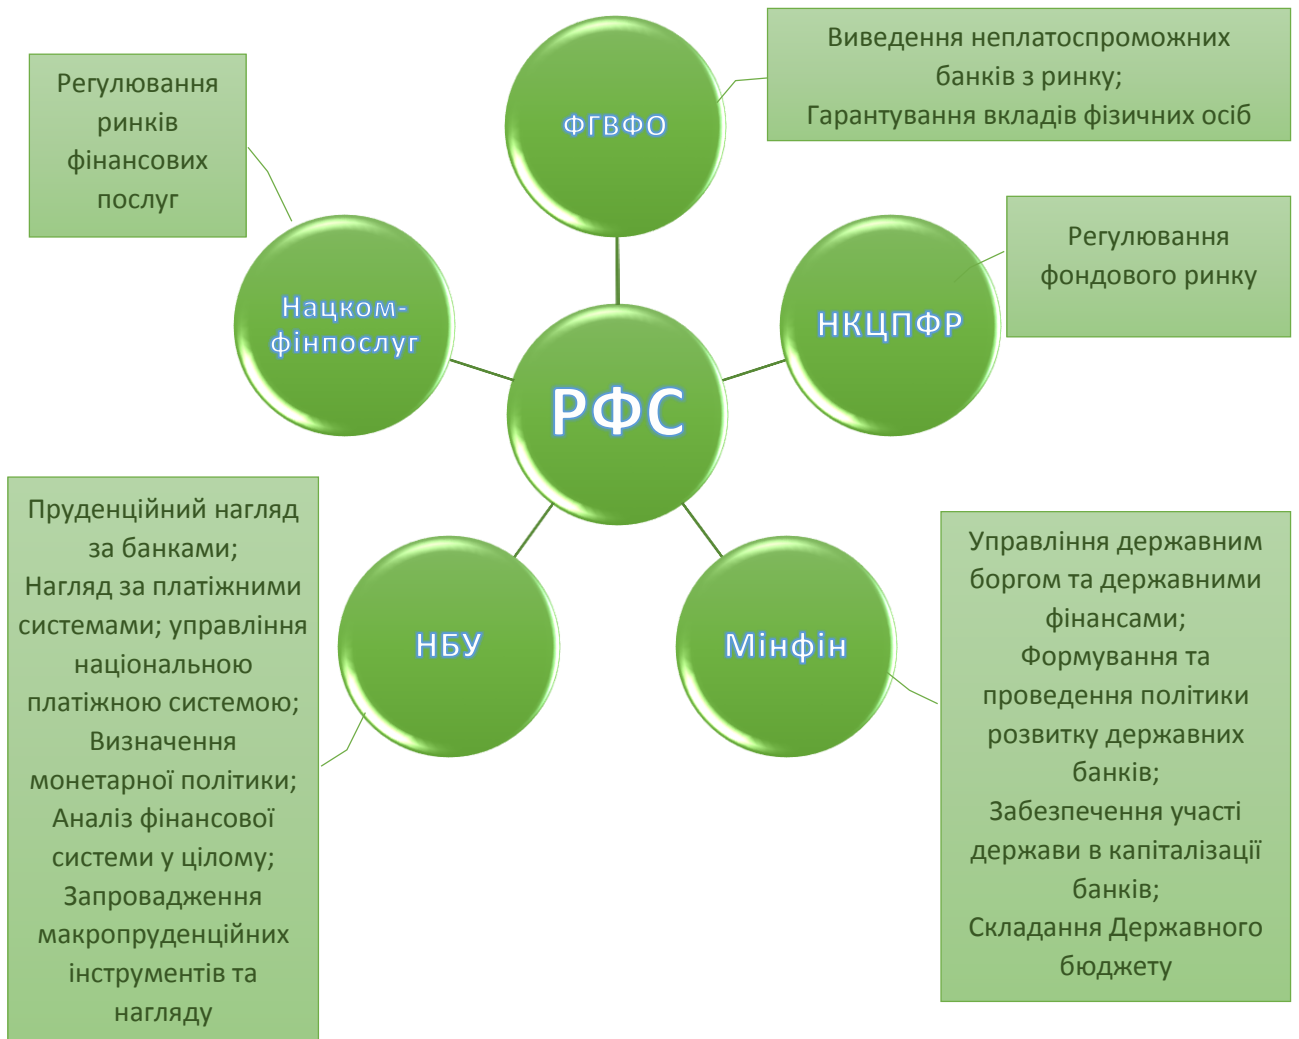 Виведення неплатоспроможних
банків з ринку;
Гарантування вкладів фізичних осіб
Регулювання
ринків
фінансових
послуг
ФГВФО
Регулювання
фондового ринку
Нацком-
фінпослуг
НКЦПФР
РФС
Пруденційний нагляд
за банками;
Нагляд за платіжними
системами; управління
національною
платіжною системою;
Визначення
монетарної політики;
Аналіз фінансової
системи у цілому;
Запровадження
макропруденційних
інструментів та
нагляду
НБУ
Мінфін
Управління державним
боргом та державними
фінансами;
Формування та
проведення політики
розвитку державних
банків;
Забезпечення участі
держави в капіталізації
банків;
Складання Державного
бюджету